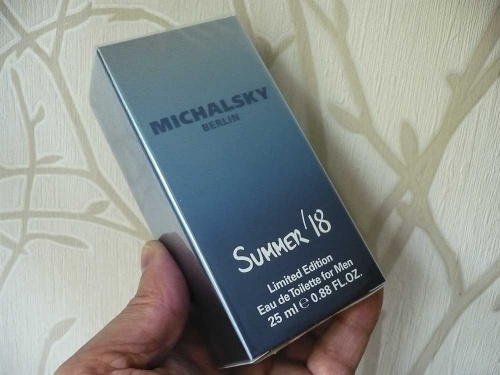 MICHALSKY
BERLIN
SUMMER '18
Limited Edition
Eau de Toilette for Men
25 ml ℮ 0.88 FL.OZ.